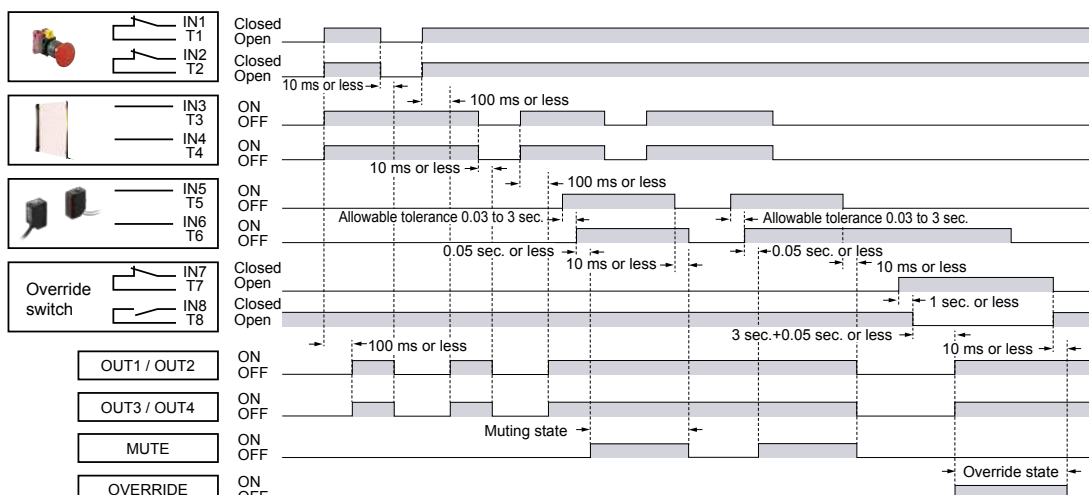 IN1
T1
IN2
T2
Closed
Open
Closed
Open
10 ms or less
100 ms or less
IN3
T3
IN4
T4
ON
OFF
ON
OFF
10 ms or less
100 ms or less
IN5
T5
IN6
T6
ON
OFF
ON
OFF
Allowable tolerance 0.03 to 3 sec.
Allowable tolerance 0.03 to 3 sec.
0.05 sec. or less
0.05 sec. or less
10 ms or less
10 ms or less
Override
switch
IN7
T7
IN8
T8
Closed
Open
Closed
Open
1 sec. or less
3 sec.+0.05 sec. or less
100 ms or less
10 ms or less
OUT1 / OUT2
ON
OFF
OUT3 / OUT4
ON
OFF
Muting state
MUTE
ON
OFF
Override state
OVERRIDE
ON
OFF